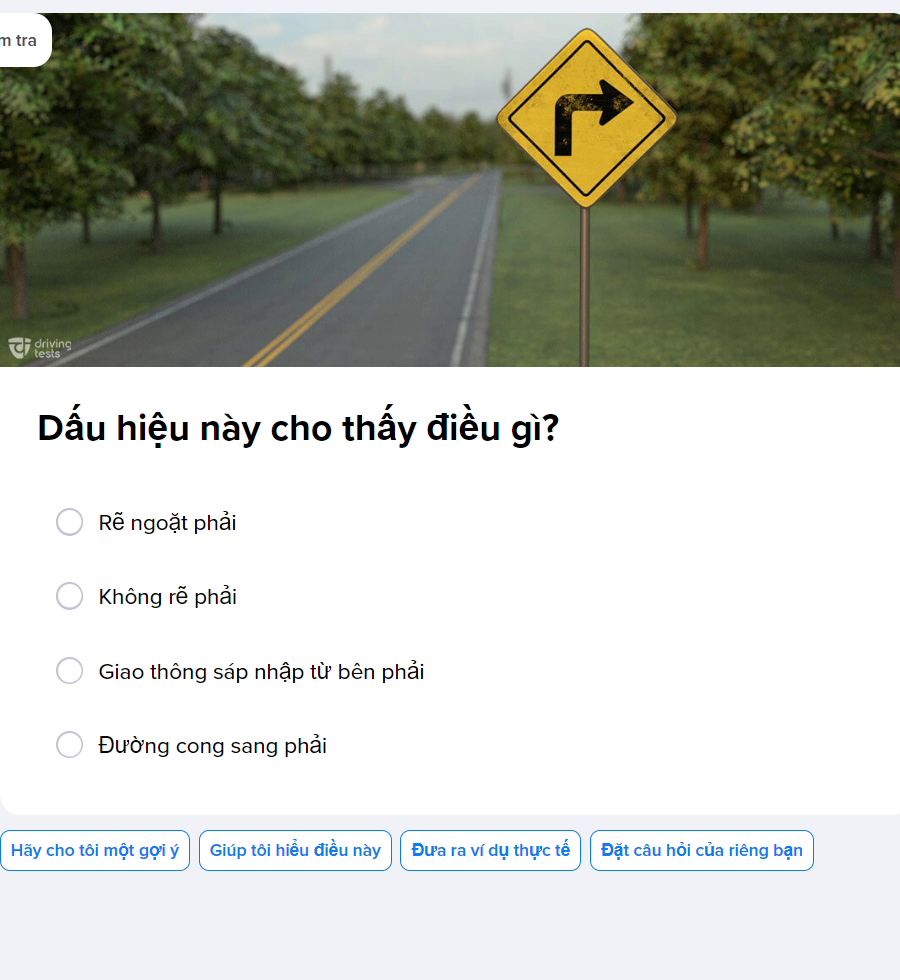 m tra
driving
tests
Dấu hiệu này cho thấy điều gì?
Rẽ ngoặt phải
Không rẽ phải
Giao thông sáp nhập từ bên phải
Đường cong sang phải
Hãy cho tôi một gợi ý
Giúp tôi hiểu điều này
Đưa ra ví dụ thực tế
Đặt câu hỏi của riêng bạn